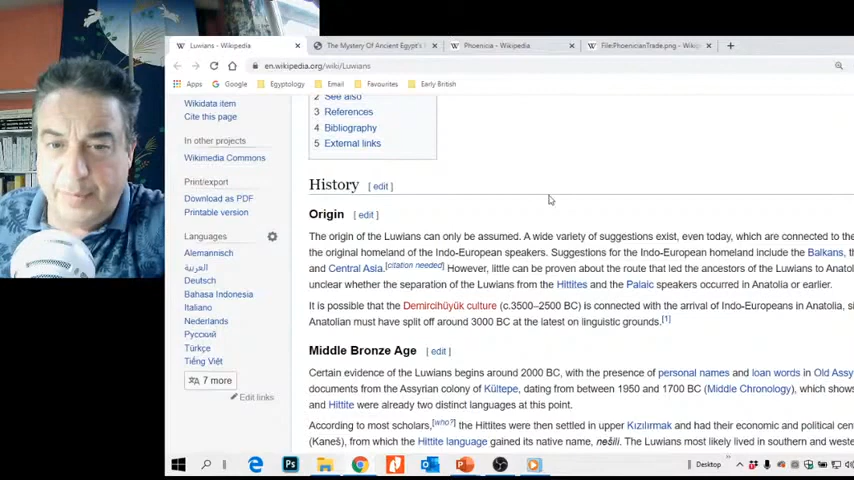 Luwians - Wikipedia
The Mystery Of Ancient Egypt's
Phoenicia - Wikipedia
File:PhoenicianTrade.png - Wikip
en.wikipedia.org/wiki/Luwians
Apps Google Egyptology Email Favourites Early British
Wikidata item
Cite this page
In other projects
Wikimedia Commons
Print/export
Download as PDF
Printable version
Languages
Alemannisch
العربية
Deutsch
Bahasa Indonesia
Italiano
Nederlands
Русский
Türkçe
Tiếng Việt
7 more
Edit links
2 See also
3 References
4 Bibliography
5 External links
History [ edit ]
Origin [ edit ]
The origin of the Luwians can only be assumed. A wide variety of suggestions exist, even today, which are connected to the
the original homeland of the Indo-European speakers. Suggestions for the Indo-European homeland include the Balkans, th
and Central Asia.[citation needed] However, little can be proven about the route that led the ancestors of the Luwians to Anatol
unclear whether the separation of the Luwians from the Hittites and the Palaic speakers occurred in Anatolia or earlier.
It is possible that the Demircihüyük culture (c.3500–2500 BC) is connected with the arrival of Indo-Europeans in Anatolia, si
Anatolian must have split off around 3000 BC at the latest on linguistic grounds.[1]
Middle Bronze Age [ edit ]
Certain evidence of the Luwians begins around 2000 BC, with the presence of personal names and loan words in Old Assy
documents from the Assyrian colony of Kültepe, dating from between 1950 and 1700 BC (Middle Chronology), which shows
and Hittite were already two distinct languages at this point.
According to most scholars,[who?] the Hittites were then settled in upper Kızılırmak and had their economic and political cen
(Kaneš), from which the Hittite language gained its native name, nešili. The Luwians most likely lived in southern and weste
Desktop